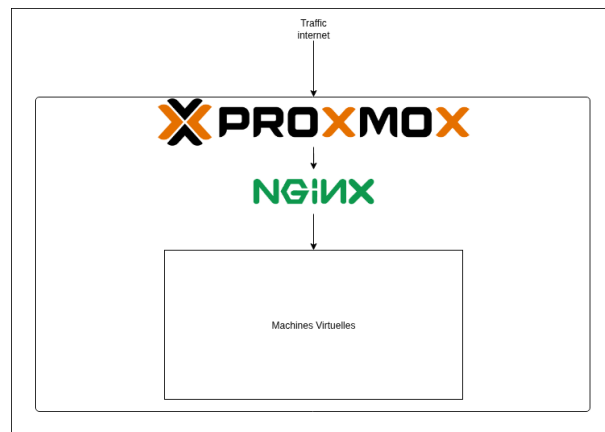 Traffic
internet
PROXMOX
NGiNX
Machines Virtuelles